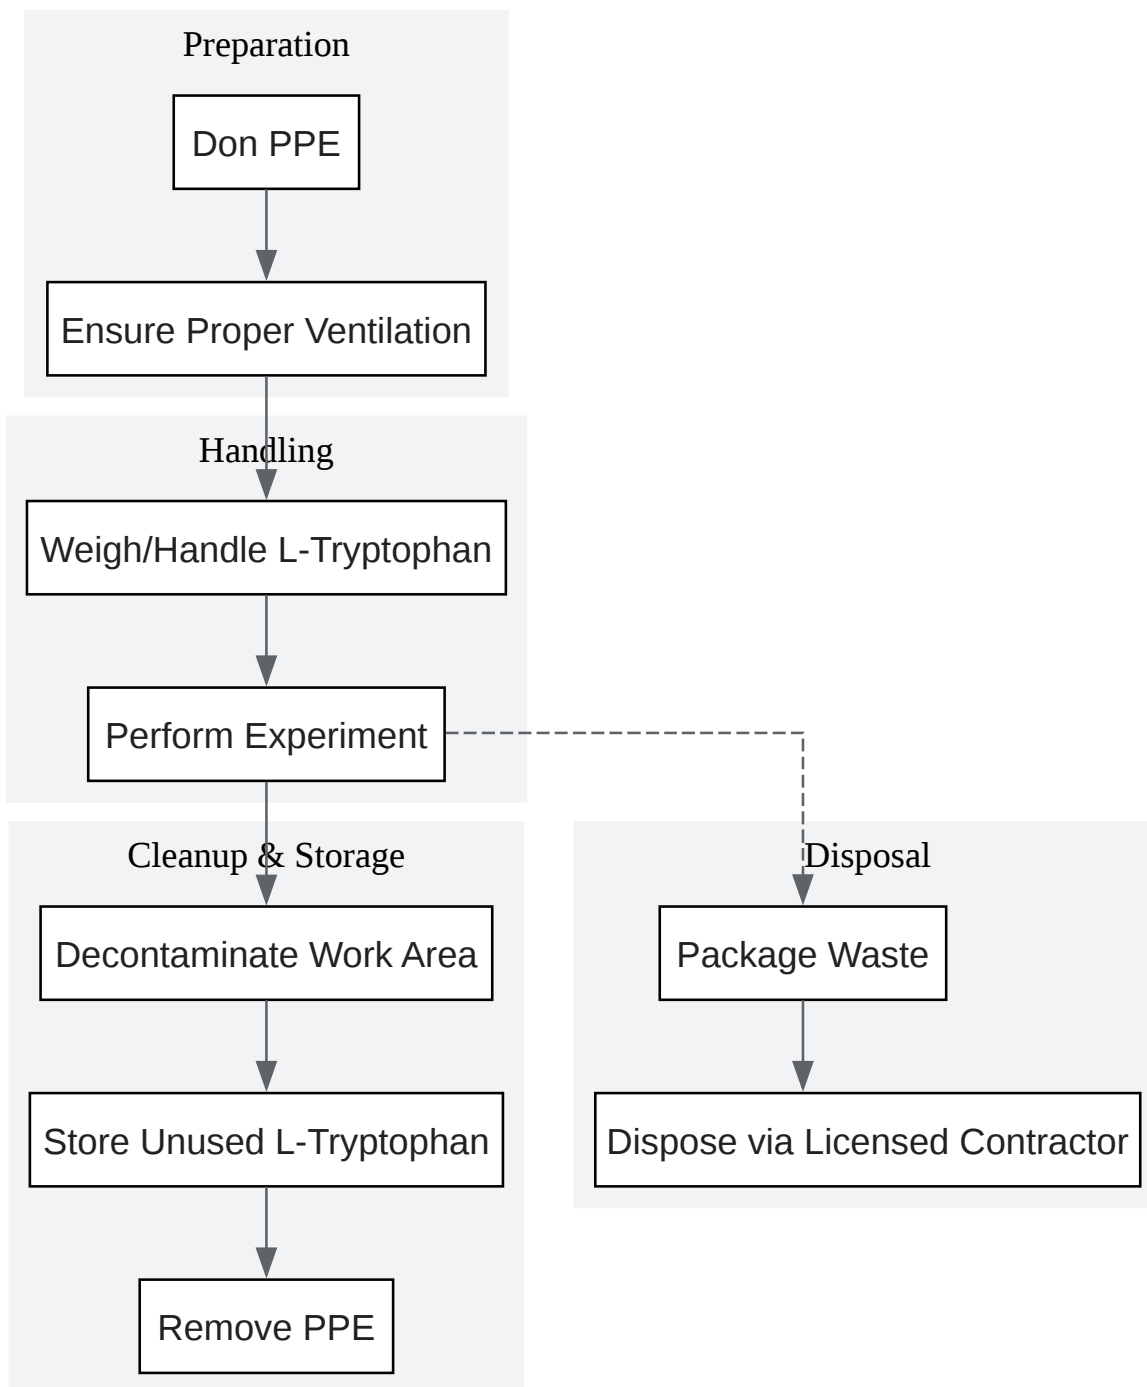 Preparation
Don PPE
Ensure Proper Ventilation
Handling
Weigh/Handle L-Tryptophan
Perform Experiment
Cleanup & Storage
Decontaminate Work Area
Store Unused L-Tryptophan
Remove PPE
Disposal
Package Waste
Dispose via Licensed Contractor